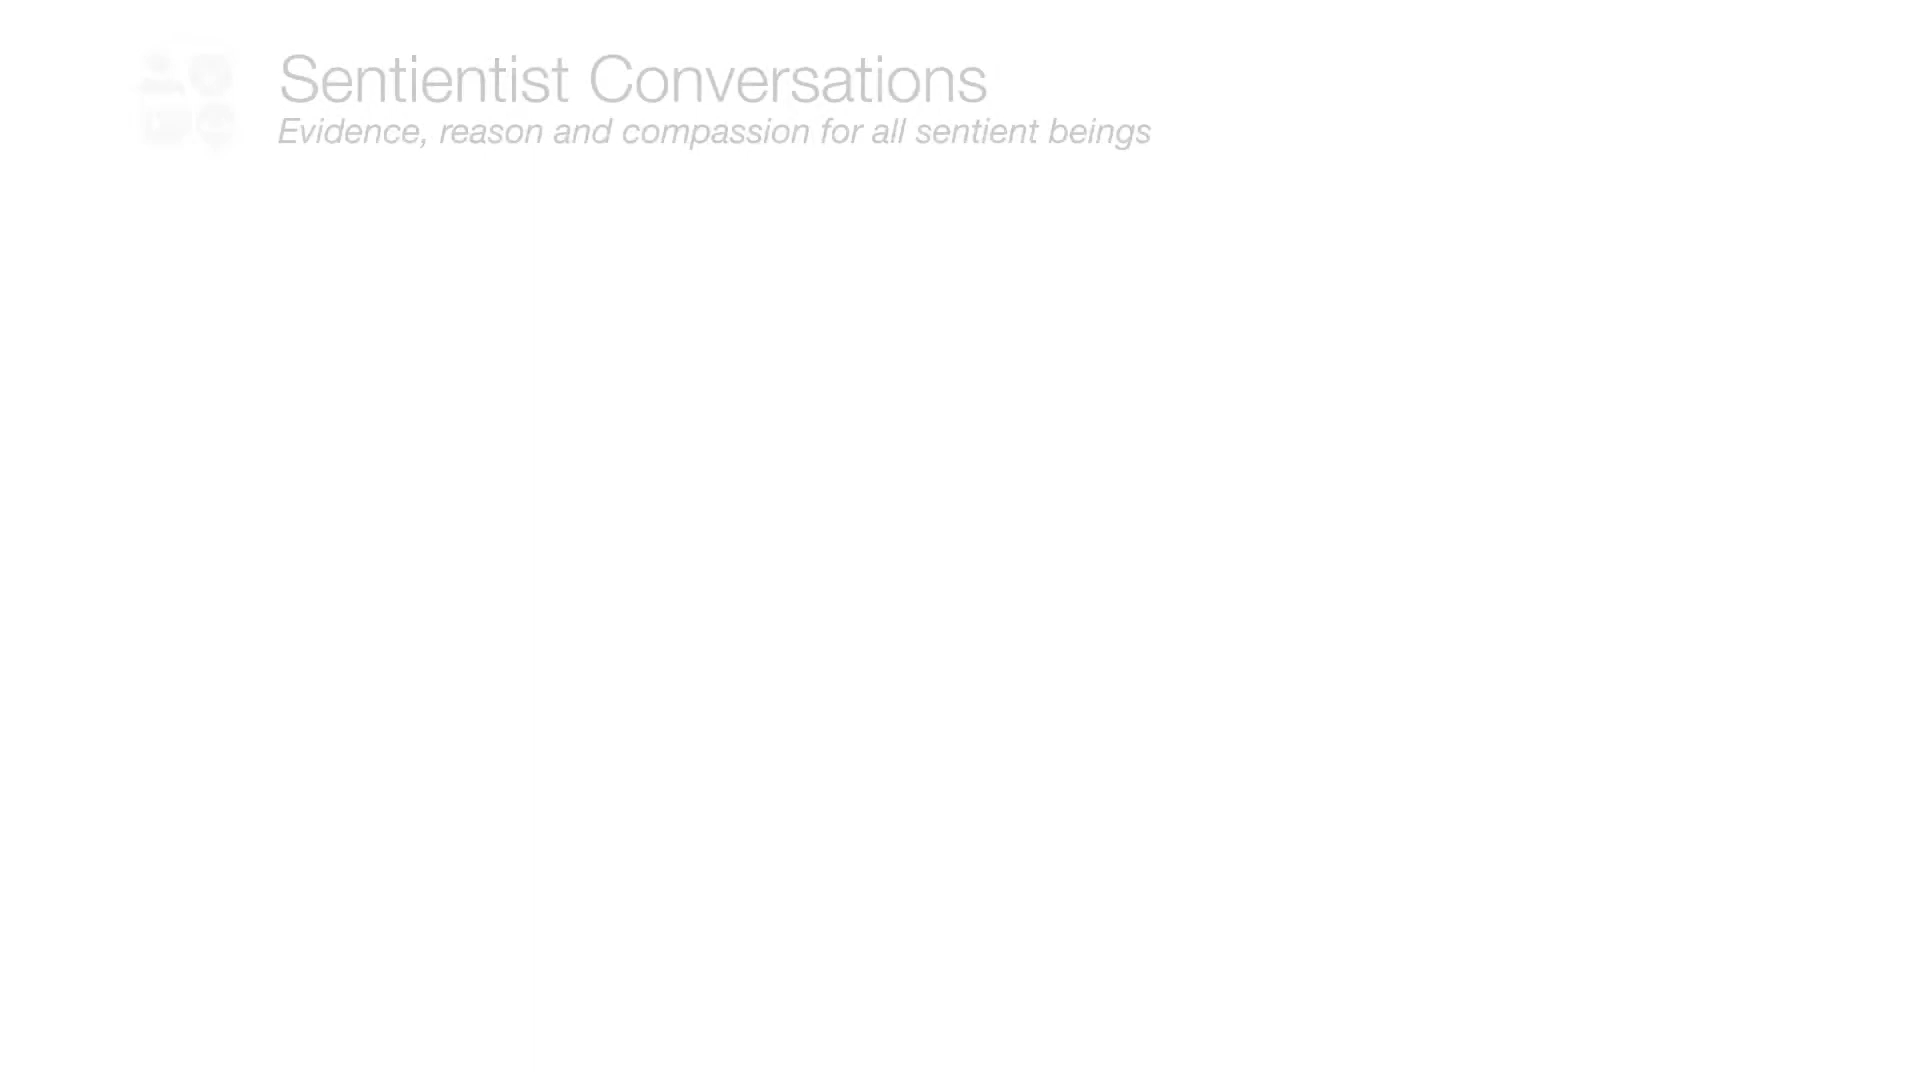 Sentientist Conversations
Evidence, reason and compassion for all sentient beings